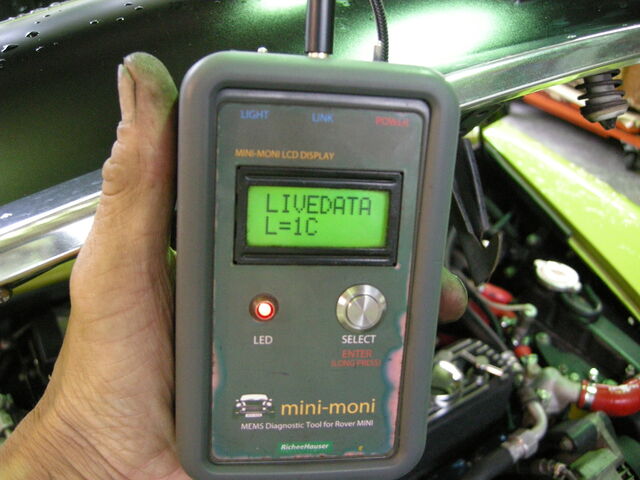 LIGHT LINK POWER
MINI-MONI LCD DISPLAY
LIVEDATA
L=1C
LED SELECT
ENTER
(LONG PRESS)
mini-moni
MEMS Diagnostic Tool for Rover MINI
RicheeHauser